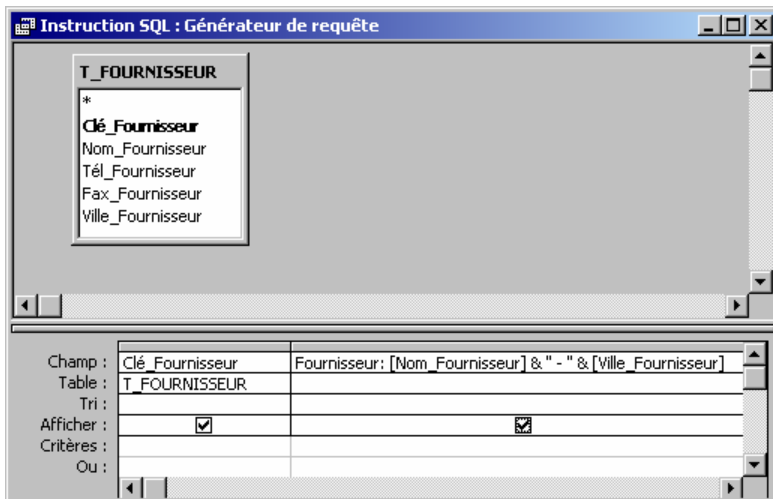 Instruction SQL : Générateur de requête
T_FOURNISSEUR
*
Clé_Fournisseur
Nom_Fournisseur
Tél_Fournisseur
Fax_Fournisseur
Ville_Fournisseur
Champ : Clé_Fournisseur Fournisseur: [Nom_Fournisseur] & " - " & [Ville_Fournisseur]
Table : T_FOURNISSEUR
Tri :
Afficher :
Critères :
Ou :